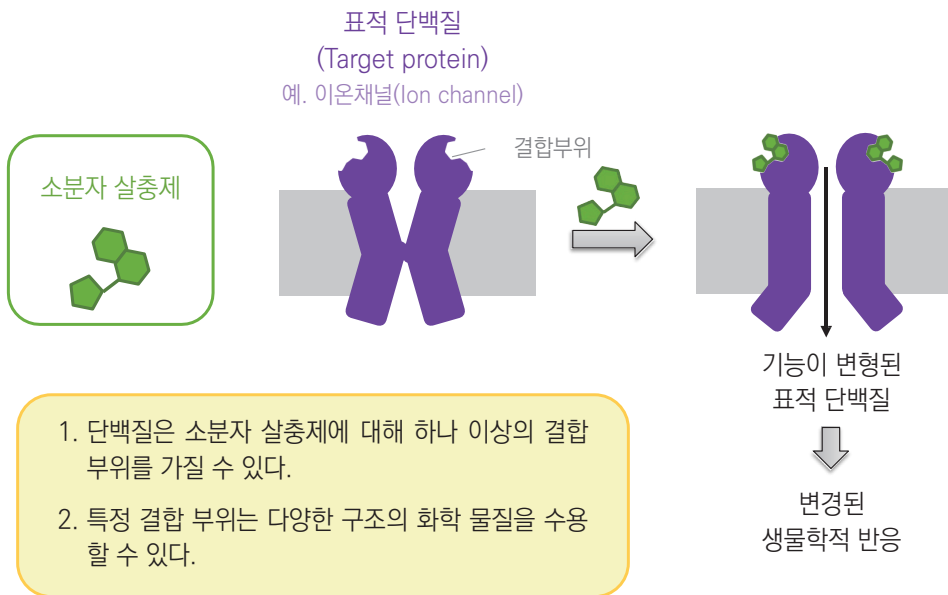 표적 단백질
(Target protein)
예. 이온채널(Ion channel)
결합부위
소분자 살충제
기능이 변형된
표적 단백질
변경된
생물학적 반응
1. 단백질은 소분자 살충제에 대해 하나 이상의 결합
부위를 가질 수 있다.
2. 특정 결합 부위는 다양한 구조의 화학 물질을 수용
할 수 있다.